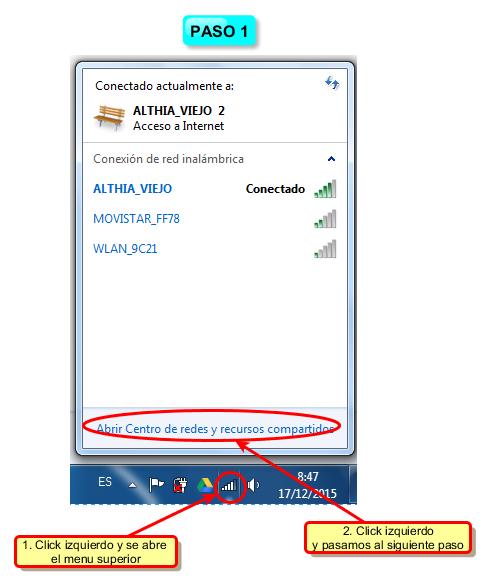 PASO 1
Conectado actualmente a:
ALTHIA_VIEJO 2
Acceso a Internet
Conexión de red inalámbrica
ALTHIA_VIEJO Conectado
MOVISTAR_FF78
WLAN_9C21
Abrir Centro de redes y recursos compartidos
ES
8:47
17/12/2015
1. Click izquierdo y se abre
el menu superior
2. Click izquierdo
y pasamos al siguiente paso